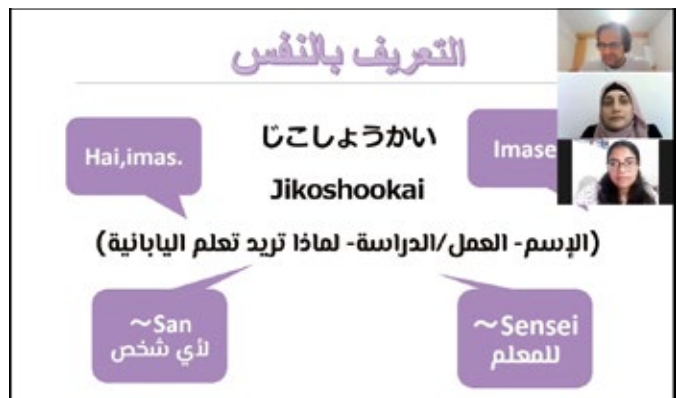 التعريف بالنفس
じこしょうかい
Hai,imas.
Imase
Jikoshookai
(الإسم- العمل/الدراسة- لماذا تريد تعلم اليابانية)
~San
لأي شخص
~Sensei
للمعلم